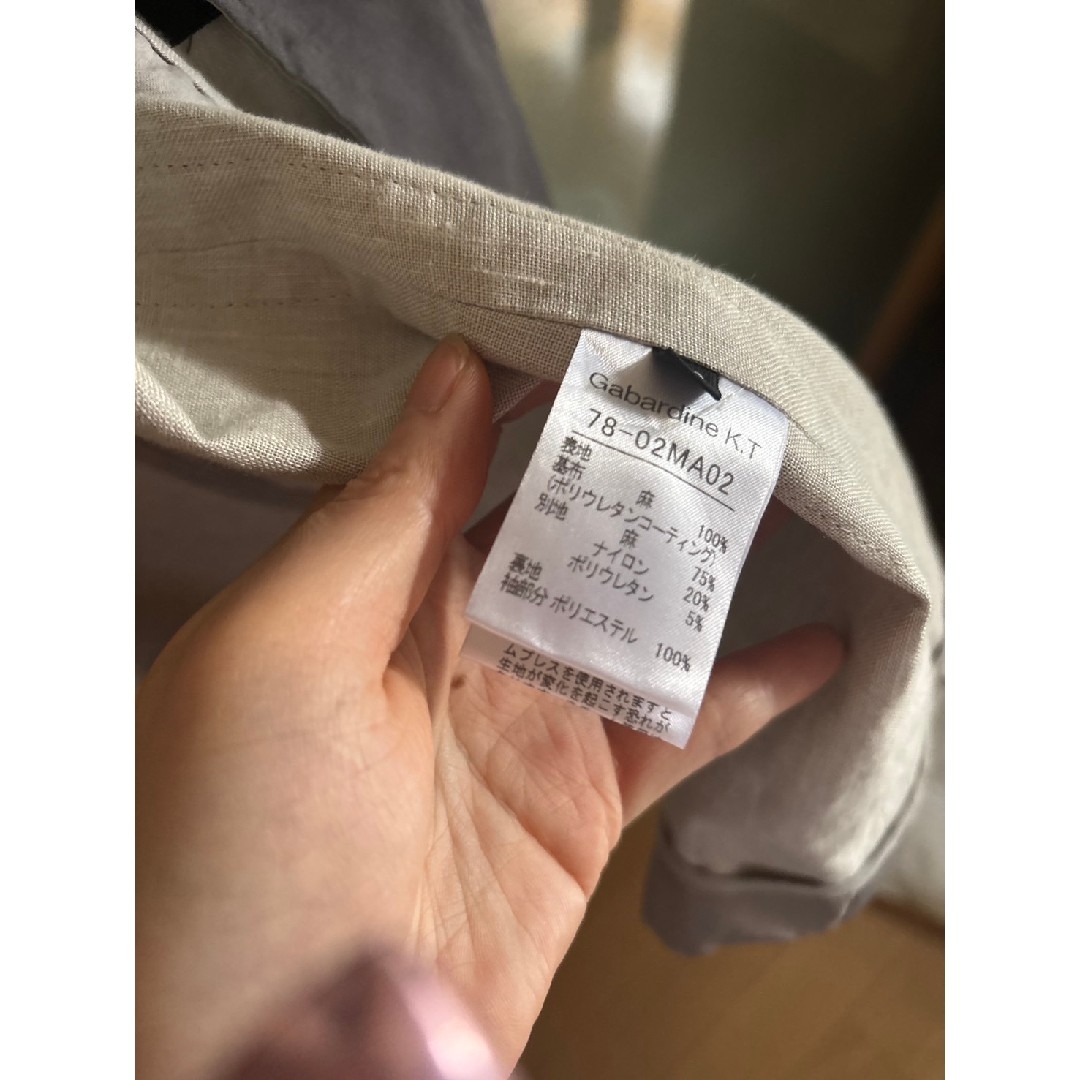 Gabardine K.T
78-02MA02
表地
基布 麻 100%
(ポリウレタンコーティング)
別地 麻 75%
ナイロン 20%
ポリウレタン 5%
裏地
袖部分 ポリエステル 100%
ムプレスを使用されますと
生地が変化を起こす恐れが